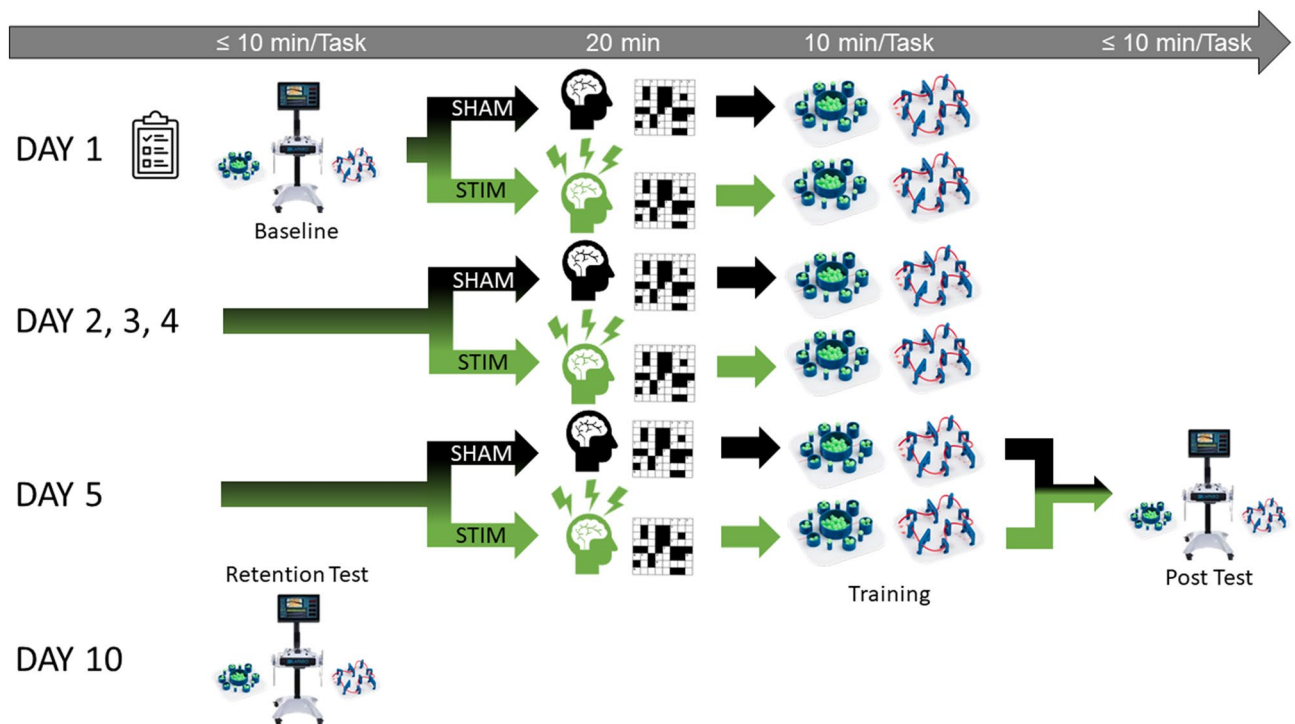 ≤ 10 min/Task 20 min 10 min/Task ≤ 10 min/Task
DAY 1
SHAM
STIM
Baseline
DAY 2, 3, 4
SHAM
STIM
DAY 5
SHAM
STIM
Retention Test
Training
Post Test
DAY 10